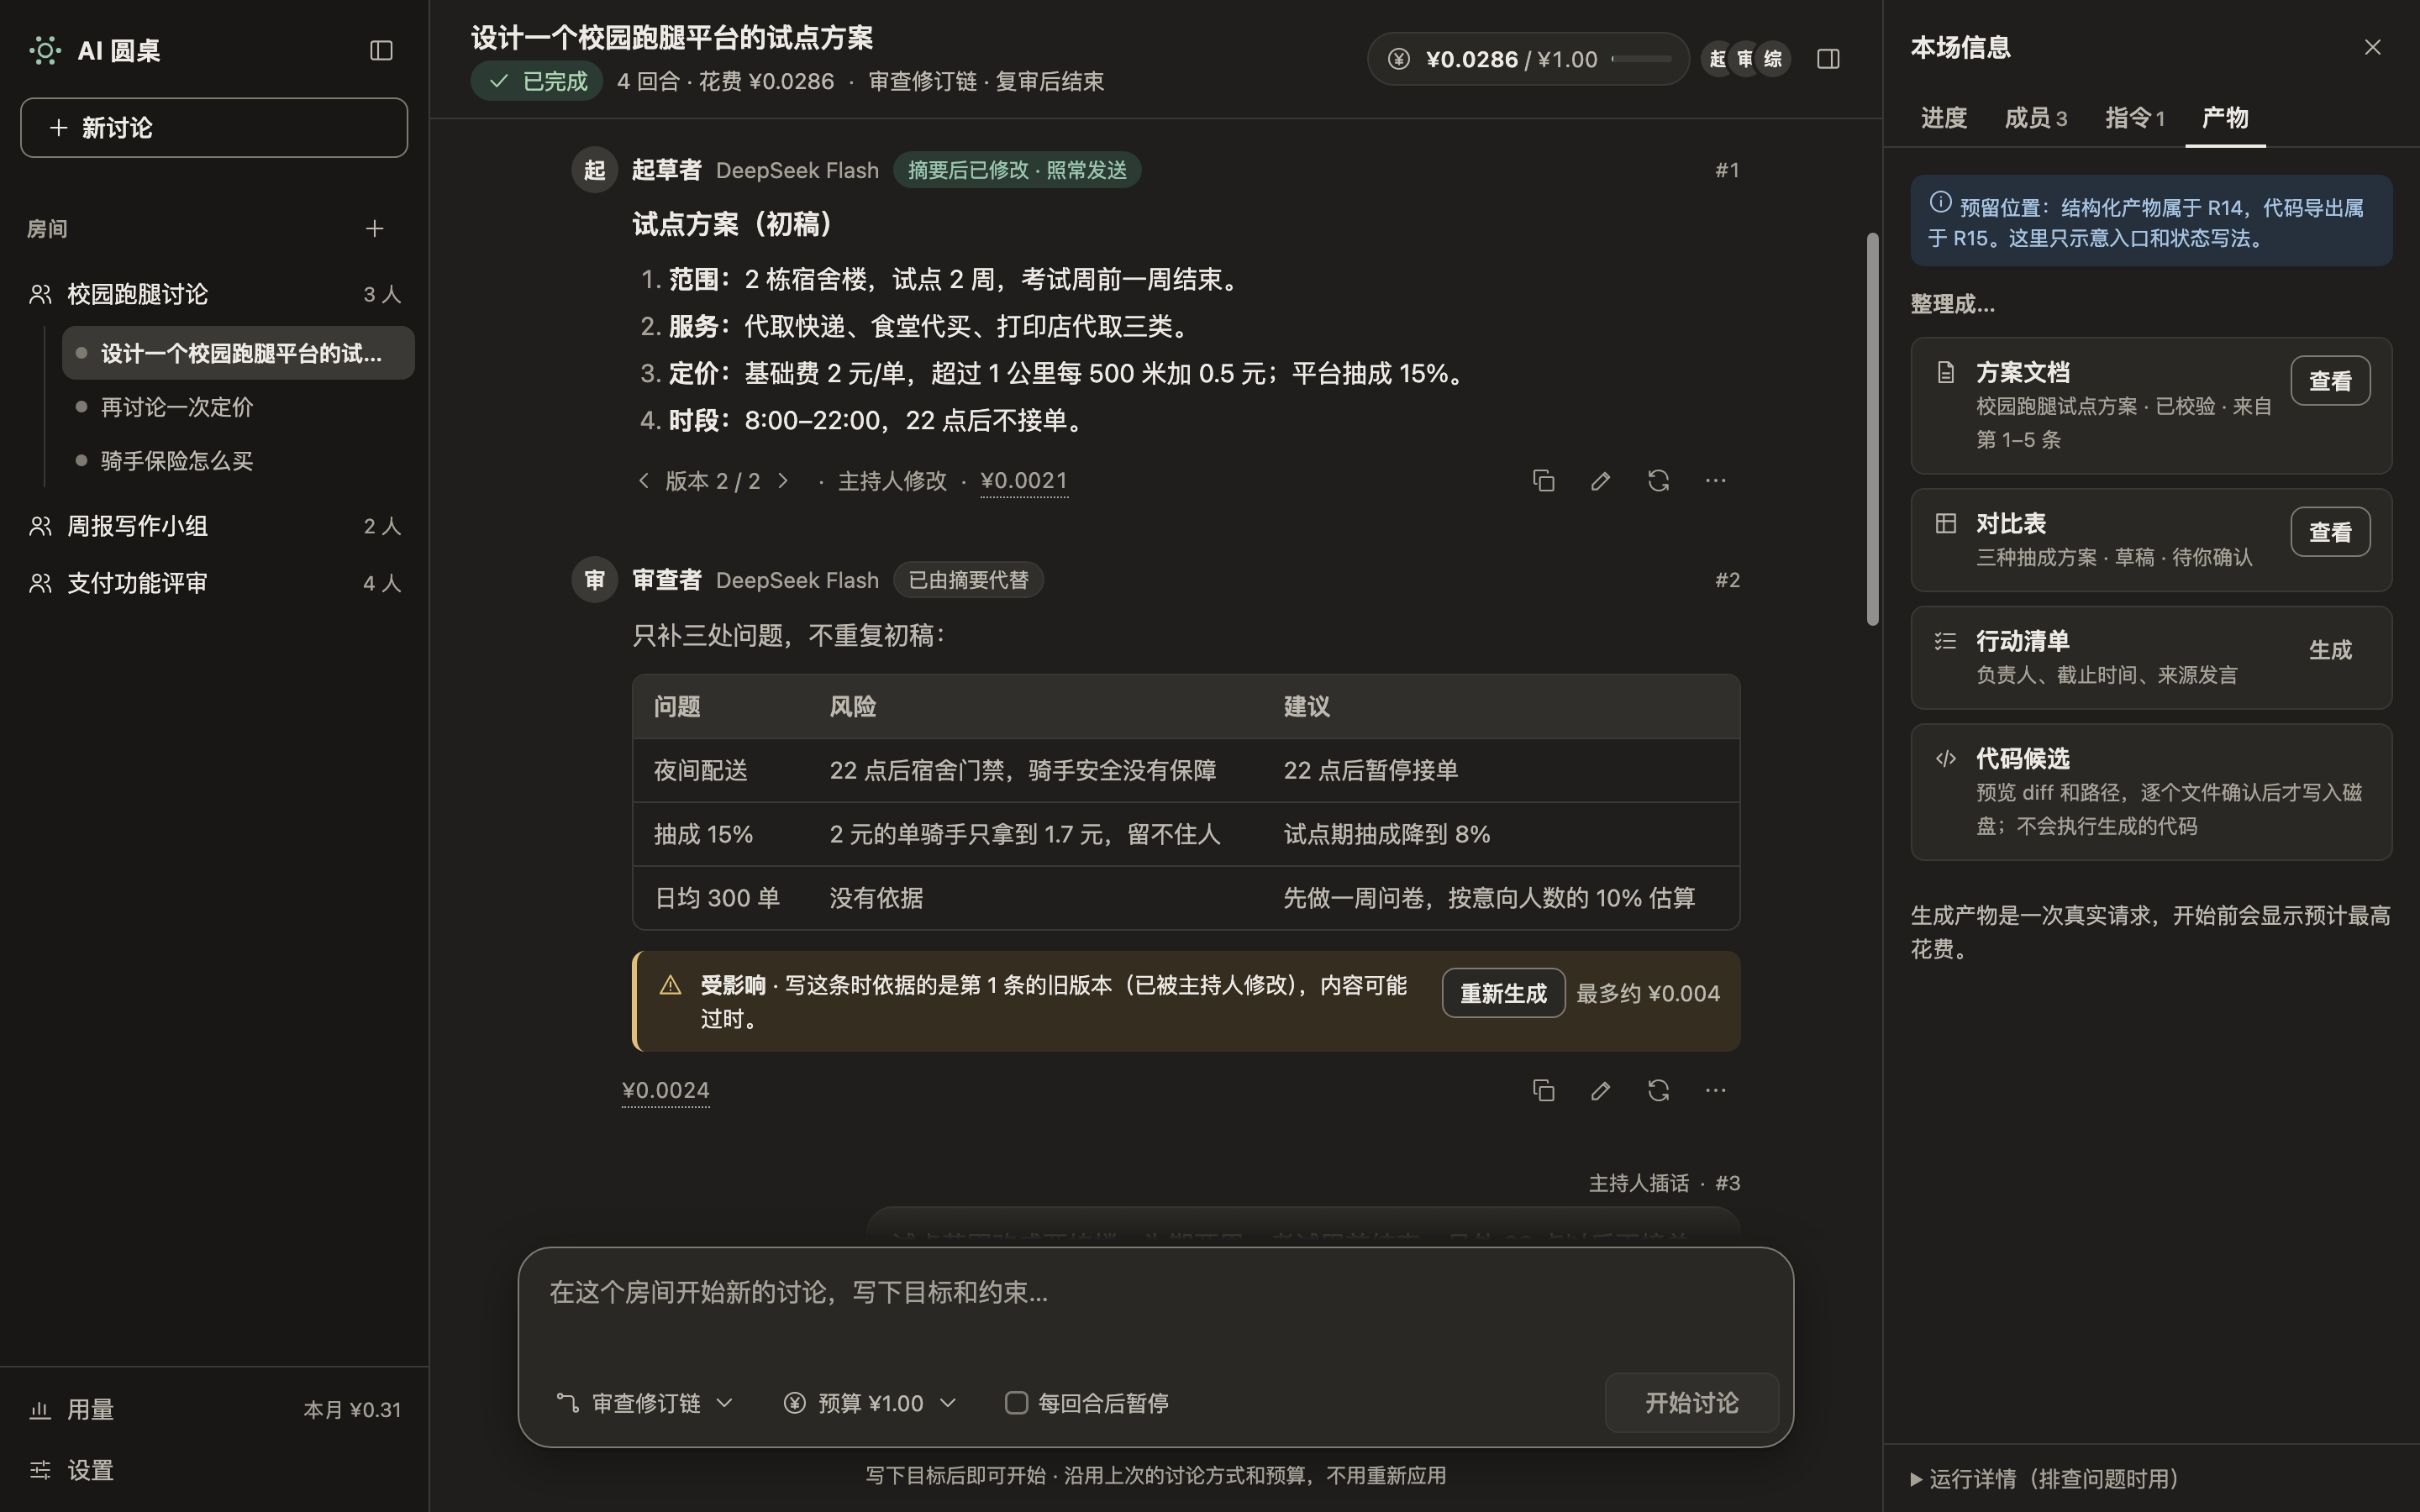 AI 圆桌
新讨论
房间
校园跑腿讨论 3 人
设计一个校园跑腿平台的试...
再讨论一次定价
骑手保险怎么买
周报写作小组 2 人
支付功能评审 4 人
用量 本月 ¥0.31
设置
设计一个校园跑腿平台的试点方案
已完成 4 回合 · 花费 ¥0.0286 · 审查修订链 · 复审后结束
¥0.0286 / ¥1.00
起 审 综
起 起草者 DeepSeek Flash 摘要后已修改 · 照常发送 #1
试点方案（初稿）
1. 范围：2 栋宿舍楼，试点 2 周，考试周前一周结束。
2. 服务：代取快递、食堂代买、打印店代取三类。
3. 定价：基础费 2 元/单，超过 1 公里每 500 米加 0.5 元；平台抽成 15%。
4. 时段：8:00–22:00，22 点后不接单。
版本 2 / 2 · 主持人修改 · ¥0.0021
审 审查者 DeepSeek Flash 已由摘要代替 #2
只补三处问题，不重复初稿：
问题 风险 建议
夜间配送 22 点后宿舍门禁，骑手安全没有保障 22 点后暂停接单
抽成 15% 2 元的单骑手只拿到 1.7 元，留不住人 试点期抽成降到 8%
日均 300 单 没有依据 先做一周问卷，按意向人数的 10% 估算
受影响 · 写这条时依据的是第 1 条的旧版本（已被主持人修改），内容可能
过时。
重新生成 最多约 ¥0.004
¥0.0024
主持人插话 · #3
在这个房间开始新的讨论，写下目标和约束...
审查修订链 预算 ¥1.00 每回合后暂停 开始讨论
写下目标后即可开始 · 沿用上次的讨论方式和预算，不用重新应用
本场信息
进度 成员 3 指令 1 产物
预留位置：结构化产物属于 R14，代码导出属
于 R15。这里只示意入口和状态写法。
整理成...
方案文档 查看
校园跑腿试点方案 · 已校验 · 来自
第 1–5 条
对比表 查看
三种抽成方案 · 草稿 · 待你确认
行动清单 生成
负责人、截止时间、来源发言
代码候选
预览 diff 和路径，逐个文件确认后才写入磁
盘；不会执行生成的代码
生成产物是一次真实请求，开始前会显示预计最高
花费。
运行详情（排查问题时用）